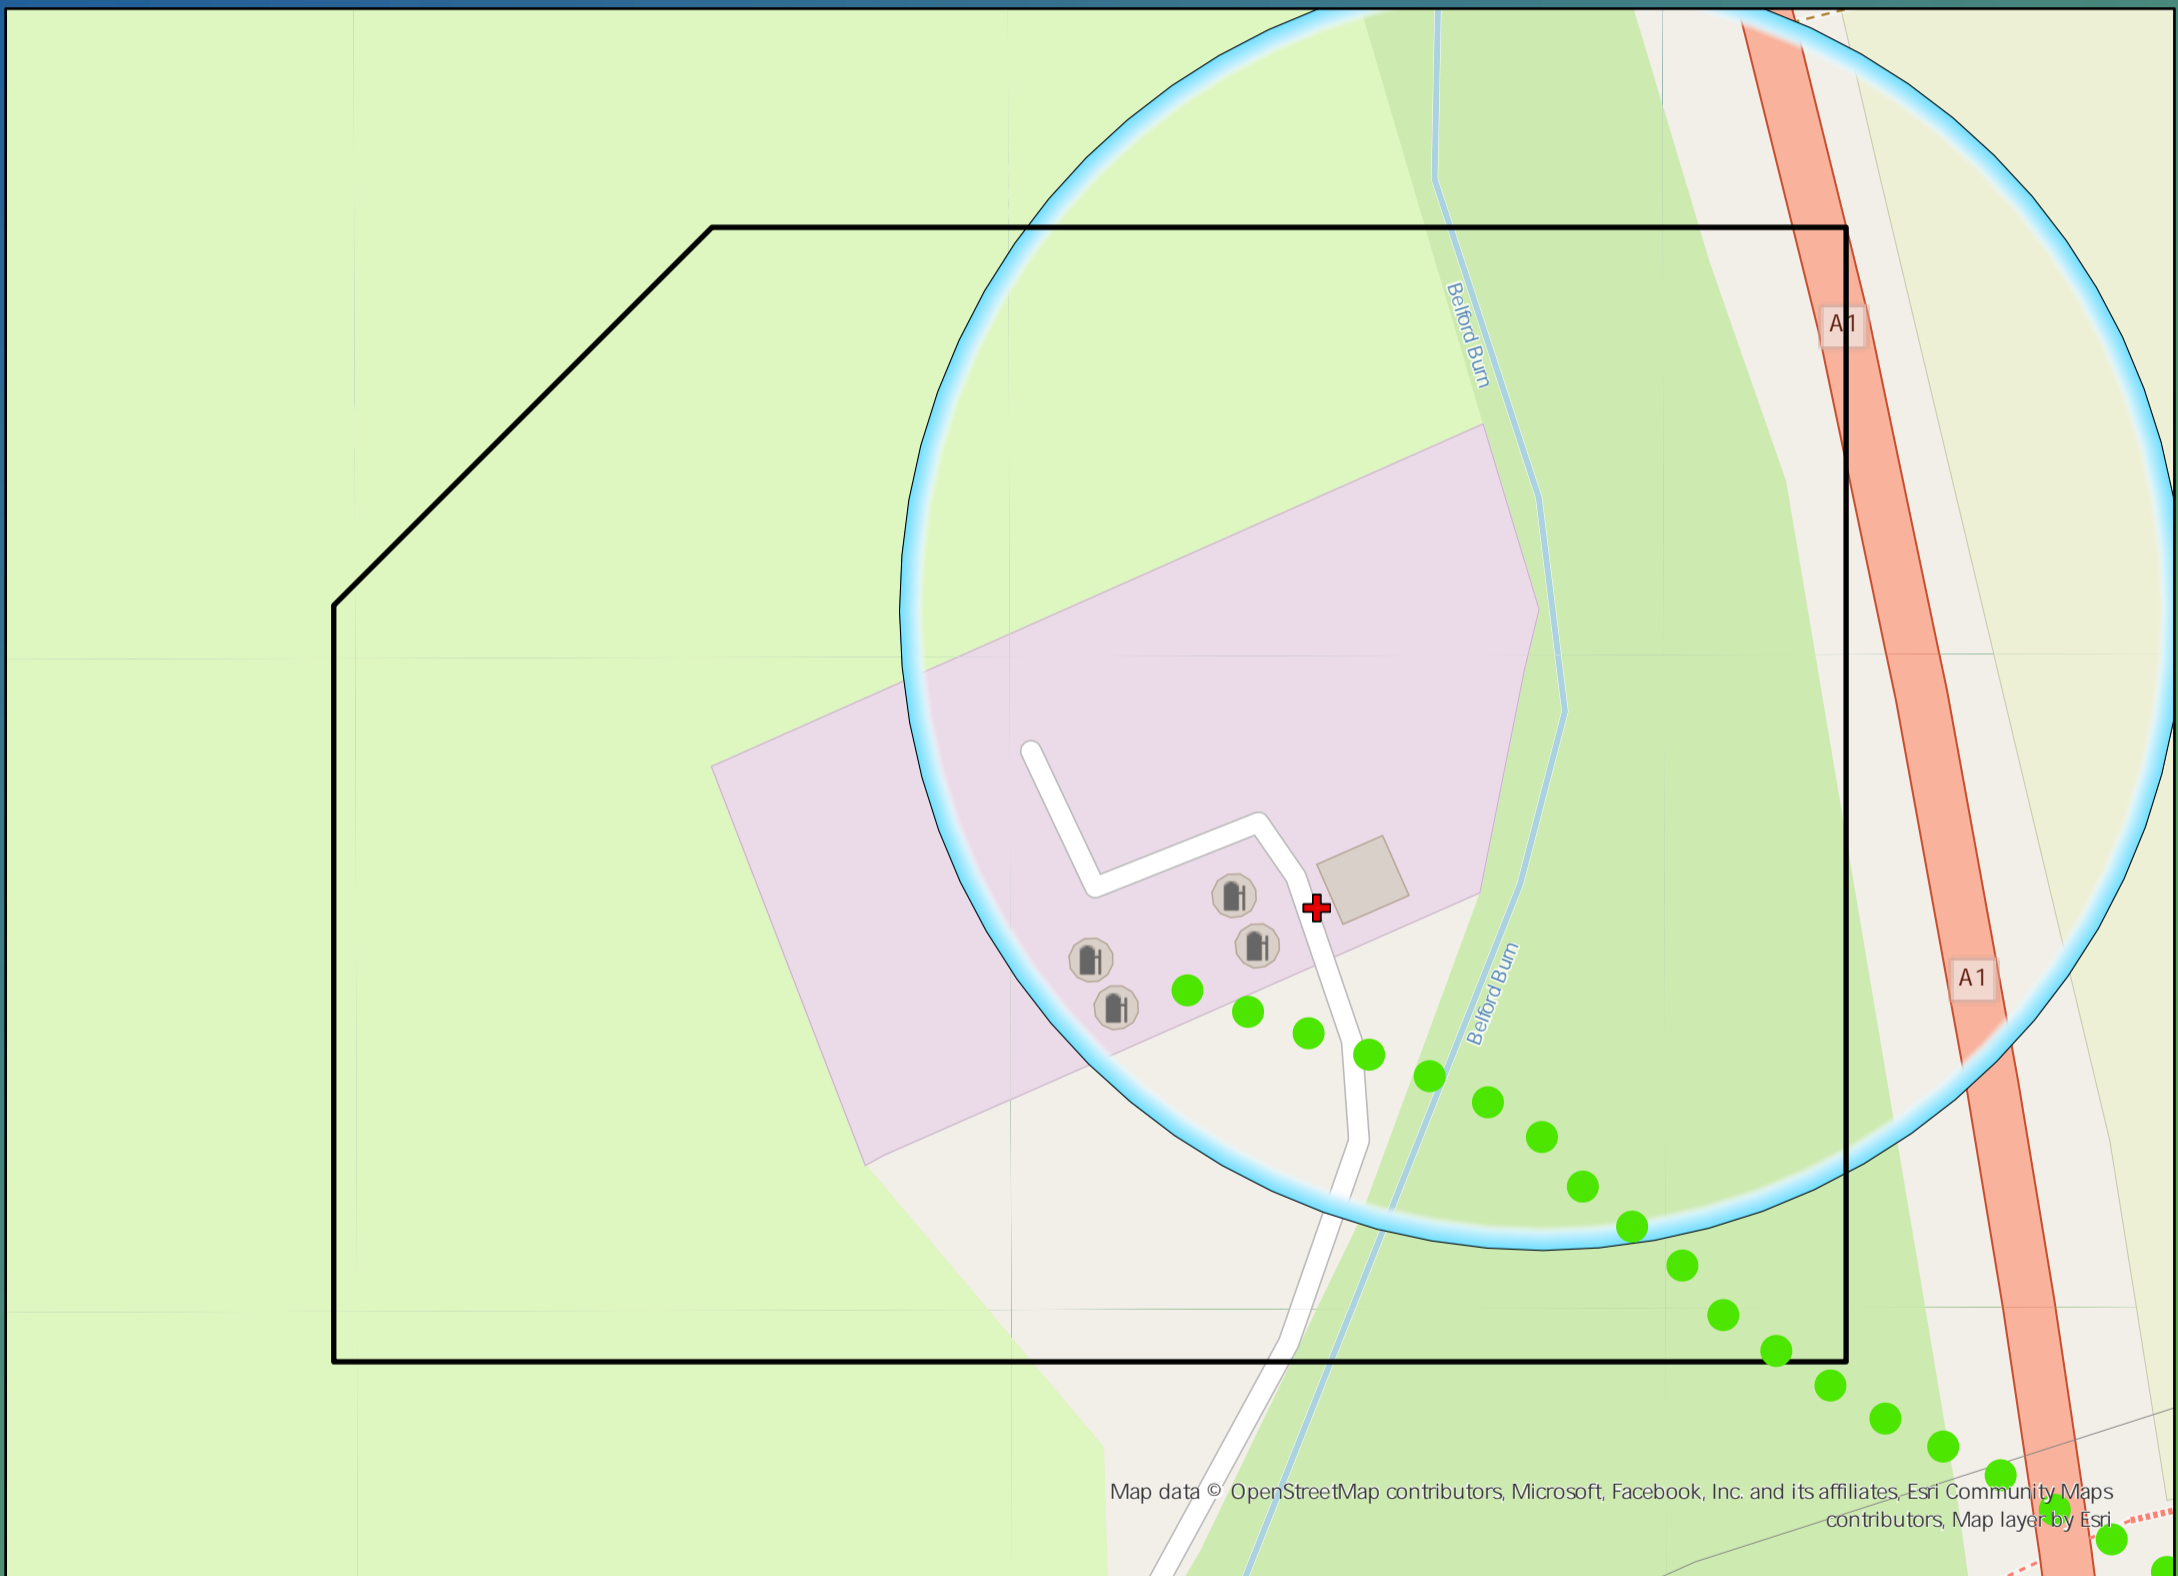 Belford Burn
A1
A1
Belford Burn
Map data © OpenStreetMap contributors, Microsoft, Facebook, Inc. and its affiliates, Esri Community Maps
contributors, Map layer by Esri